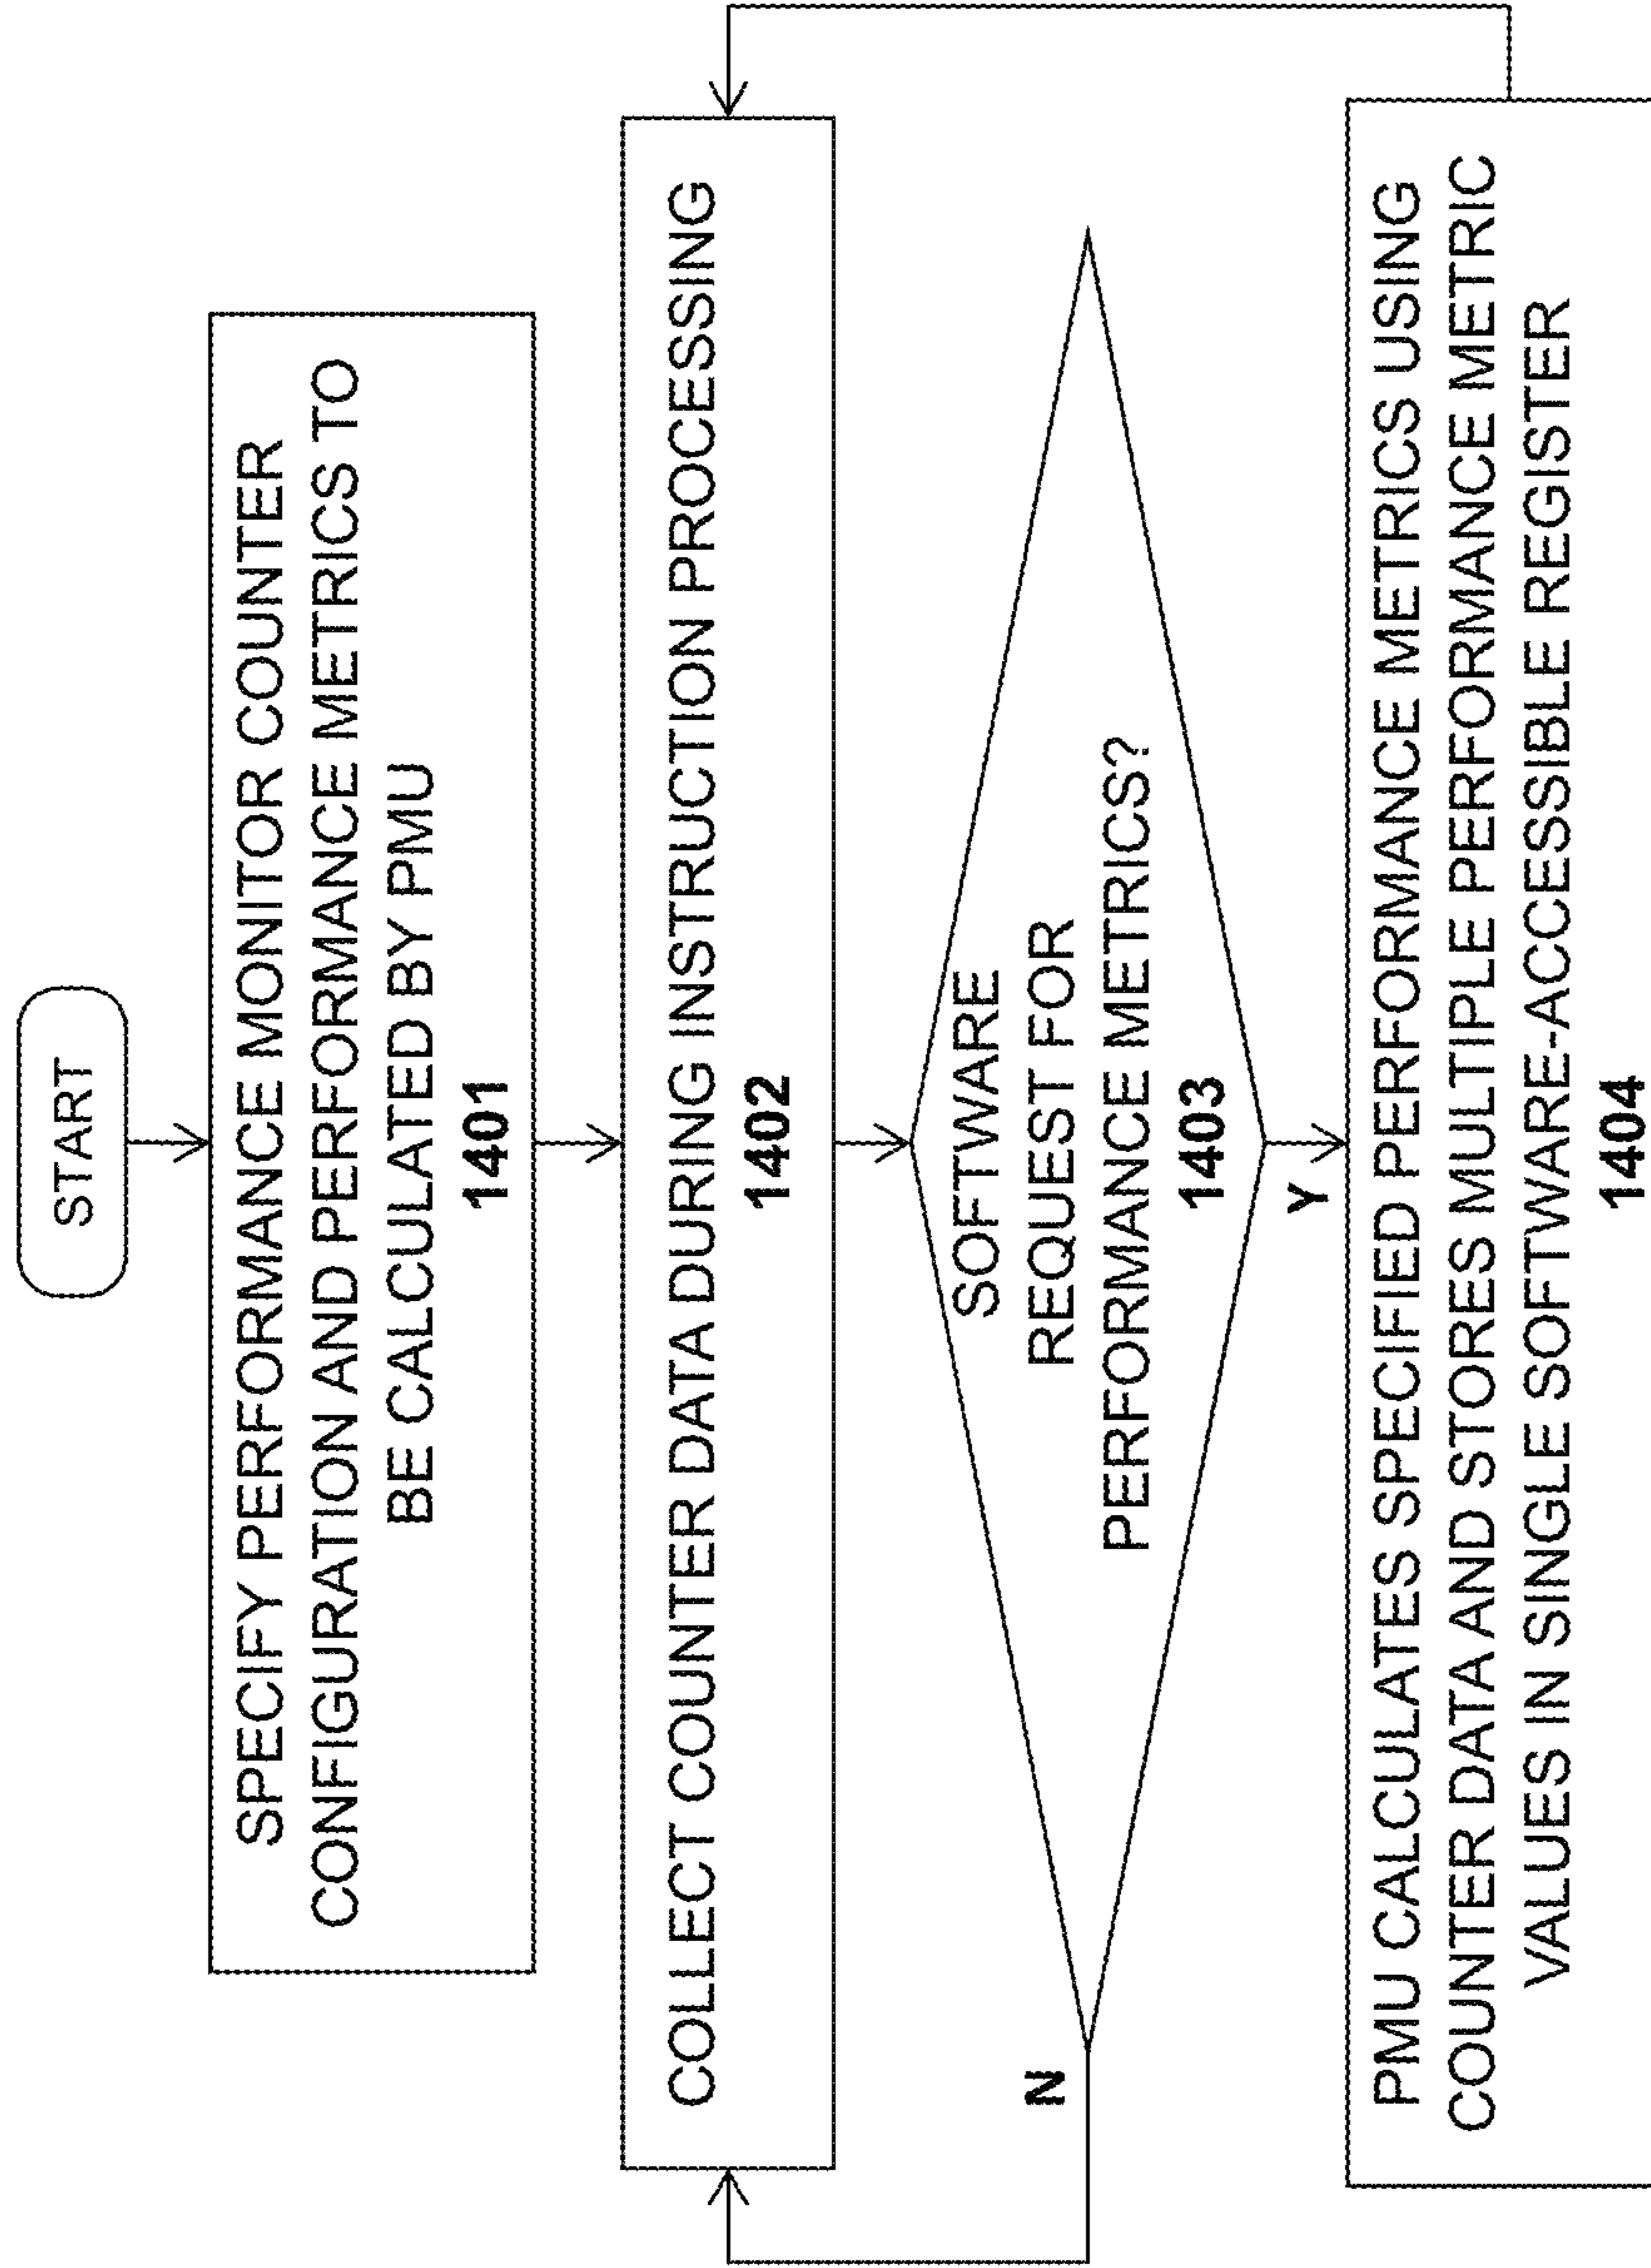 START
SPECIFY PERFORMANCE MONITOR COUNTER
CONFIGURATION AND PERFORMANCE METRICS TO
BE CALCULATED BY PMU
1401
COLLECT COUNTER DATA DURING INSTRUCTION PROCESSING
1402
SOFTWARE
REQUEST FOR
PERFORMANCE METRICS?
1403
N
Y
PMU CALCULATES SPECIFIED PERFORMANCE METRICS USING
COUNTER DATA AND STORES MULTIPLE PERFORMANCE METRIC
VALUES IN SINGLE SOFTWARE-ACCESSIBLE REGISTER
1404